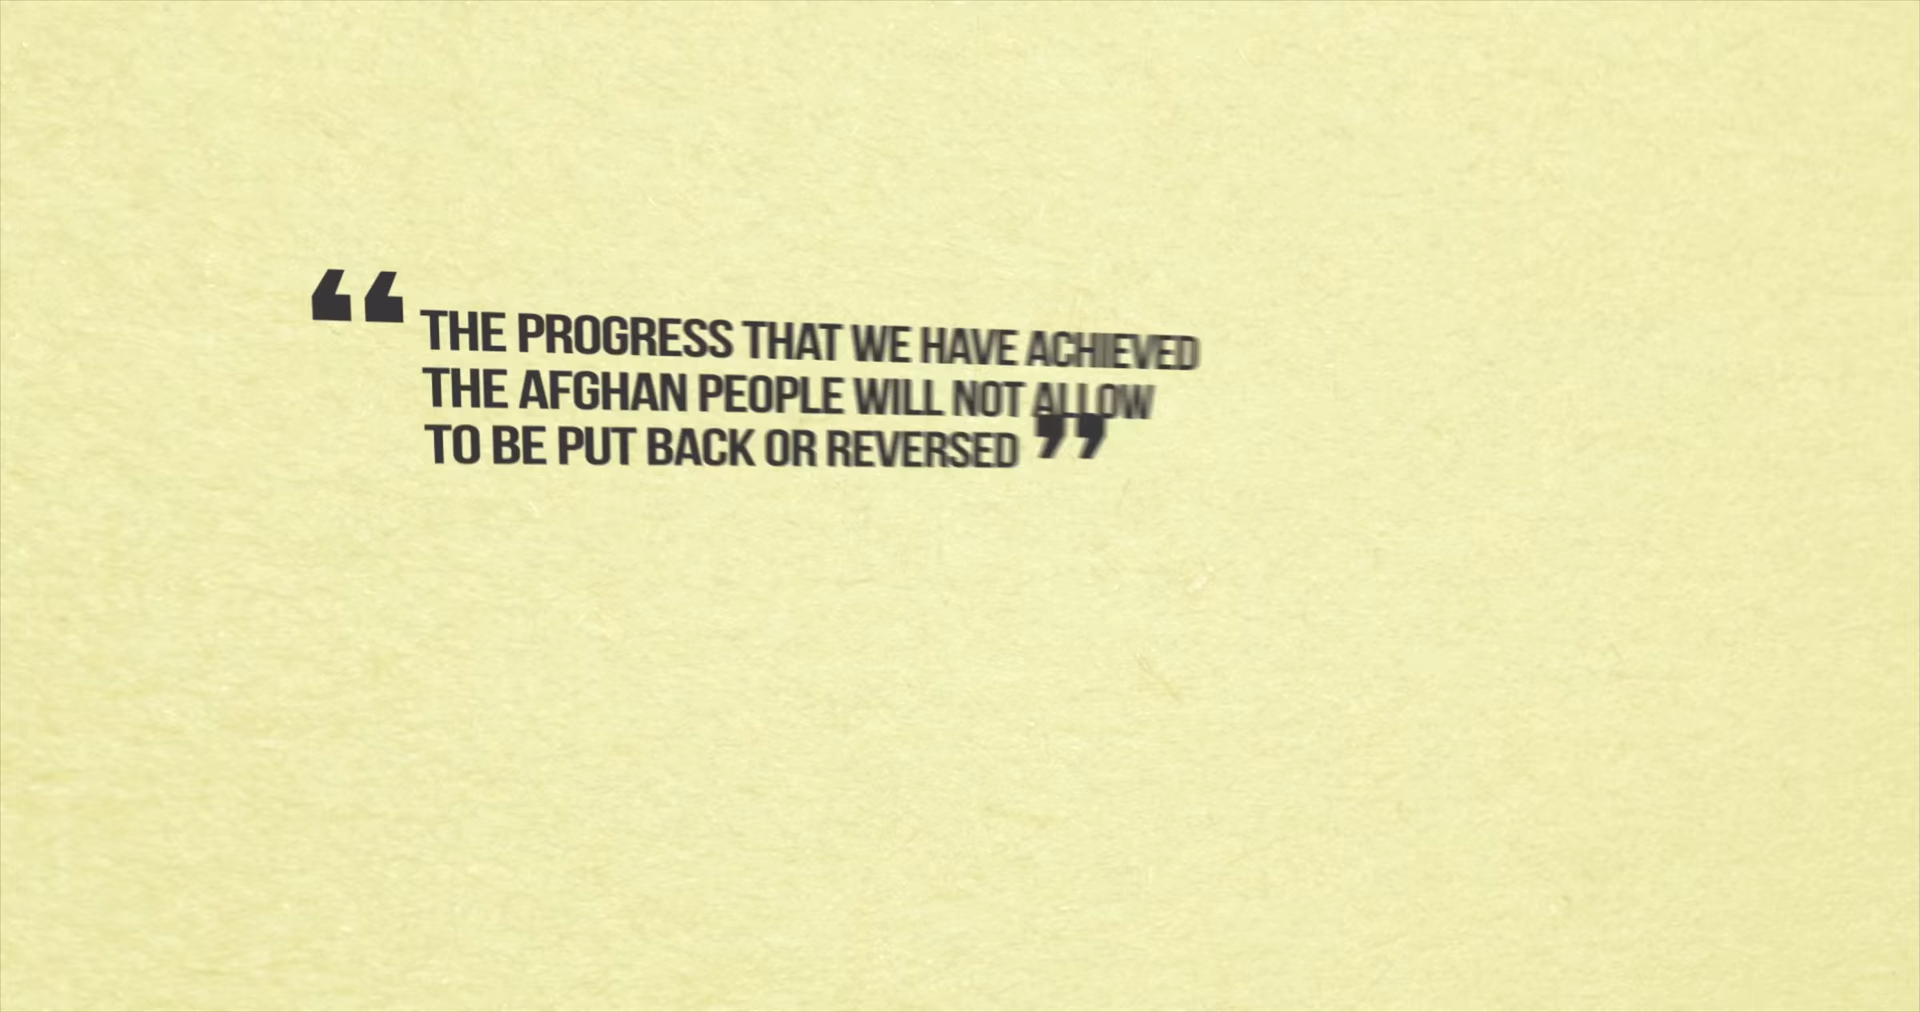 “ THE PROGRESS THAT WE HAVE ACHIEVED
THE AFGHAN PEOPLE WILL NOT ALLOW
TO BE PUT BACK OR REVERSED ”